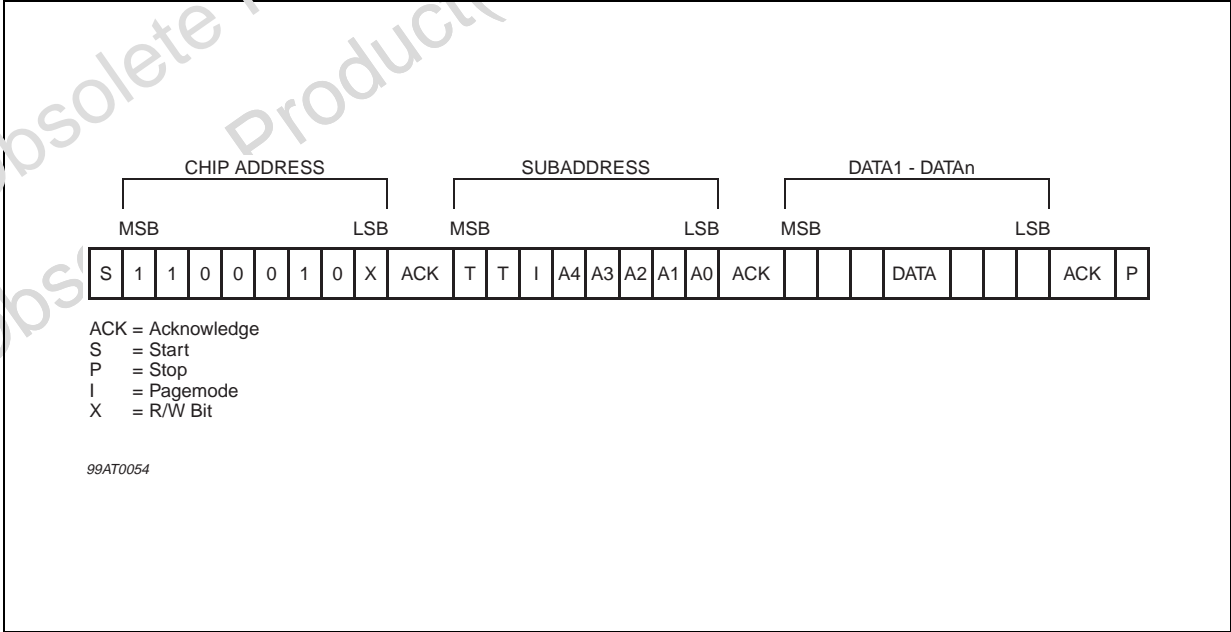 obsolete
Product(
CHIP ADDRESS SUBADDRESS DATA1 - DATAn
MSB LSB MSB LSB MSB LSB
S 1 1 0 0 0 1 0 X ACK T T I A4 A3 A2 A1 A0 ACK DATA ACK P
ACK = Acknowledge
S = Start
P = Stop
I = Pagemode
X = R/W Bit
99AT0054